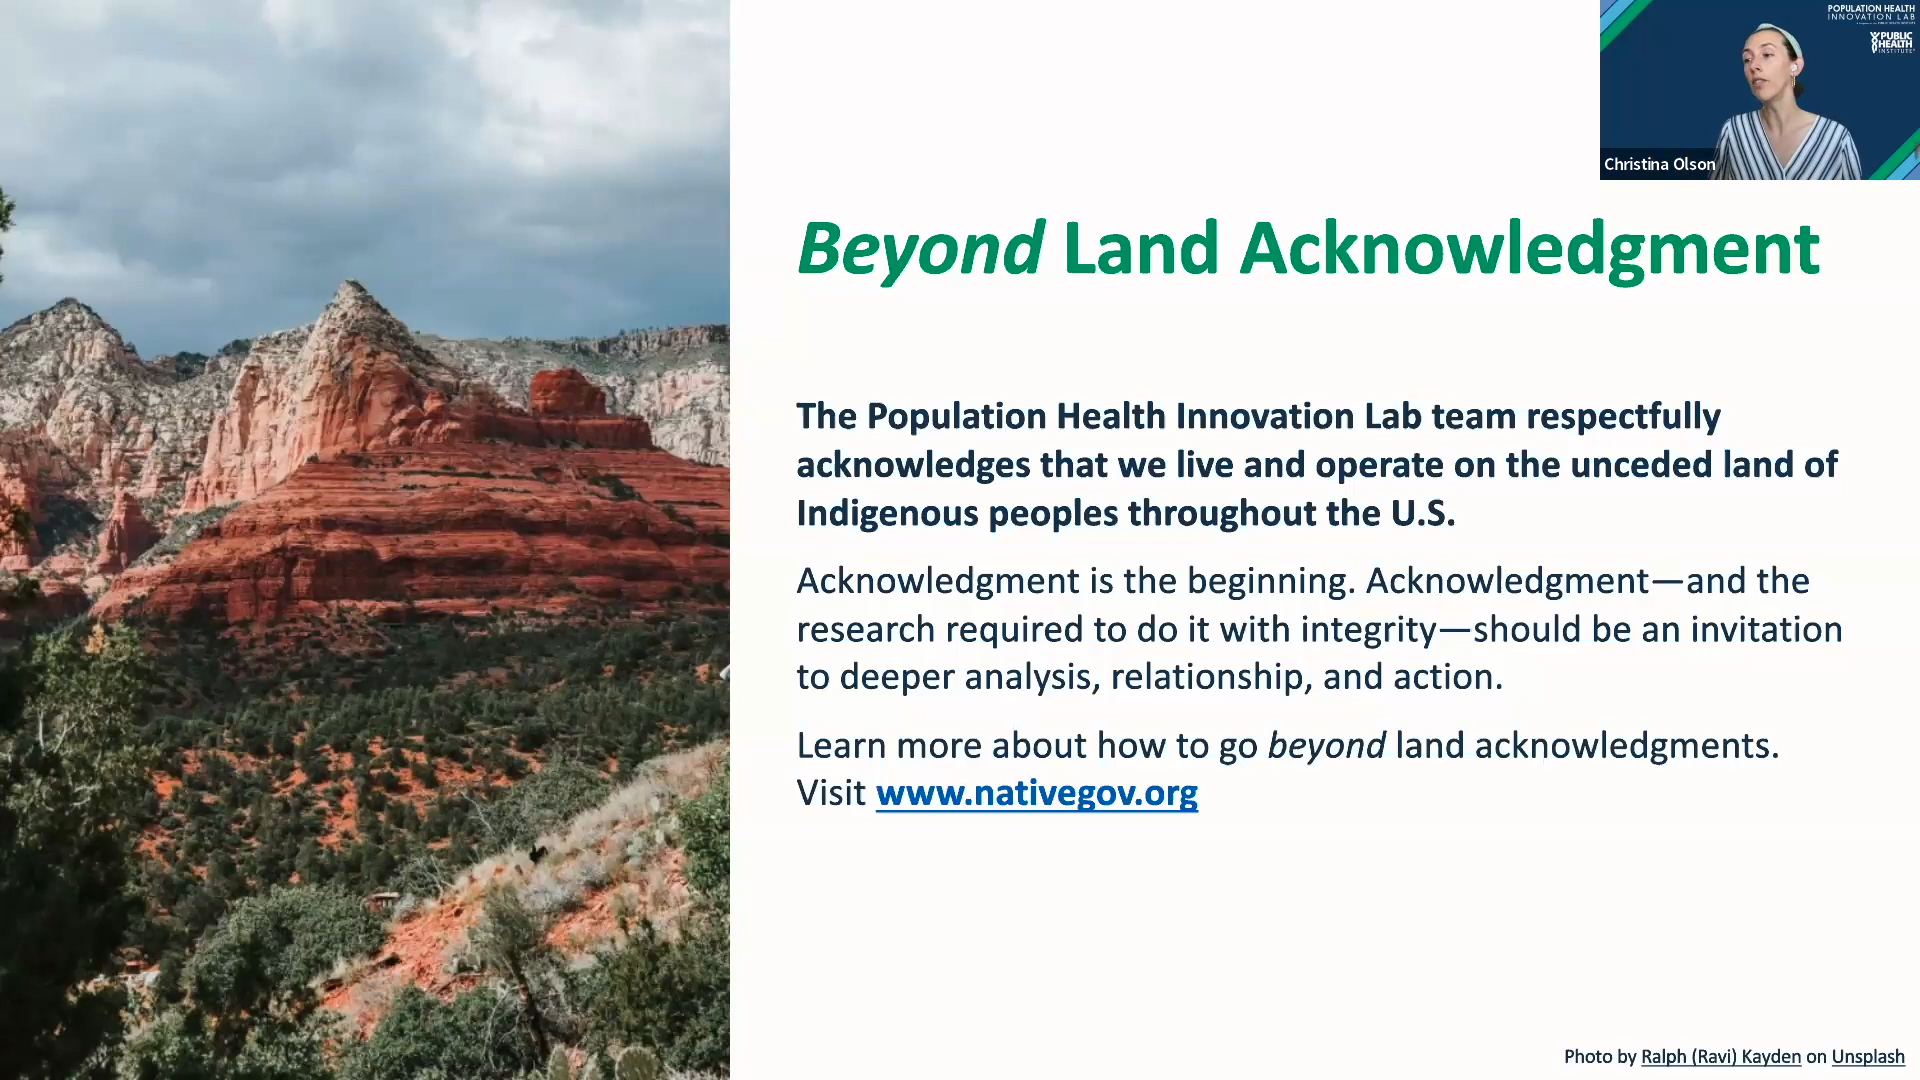 POPULATION HEALTH
INNOVATION LAB
PUBLIC
HEALTH
INSTITUTE
Christina Olson
Beyond Land Acknowledgment
The Population Health Innovation Lab team respectfully
acknowledges that we live and operate on the unceded land of
Indigenous peoples throughout the U.S.
Acknowledgment is the beginning. Acknowledgment—and the
research required to do it with integrity—should be an invitation
to deeper analysis, relationship, and action.
Learn more about how to go beyond land acknowledgments.
Visit www.nativegov.org
Photo by Ralph (Ravi) Kayden on Unsplash